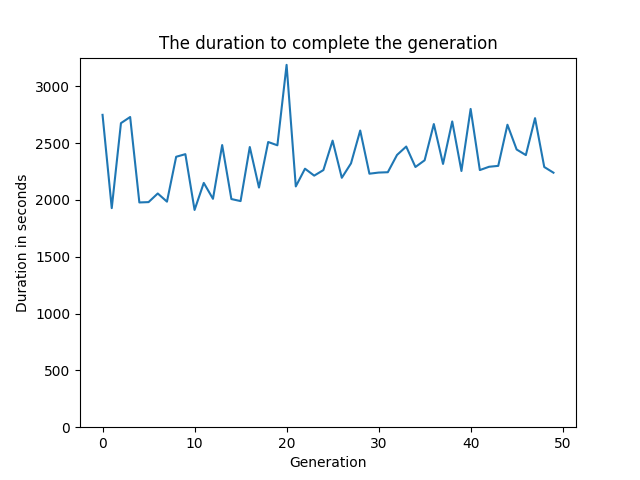 The duration to complete the generation
3000
2500
2000
1500
1000
500
0
Duration in seconds
0 10 20 30 40 50
Generation